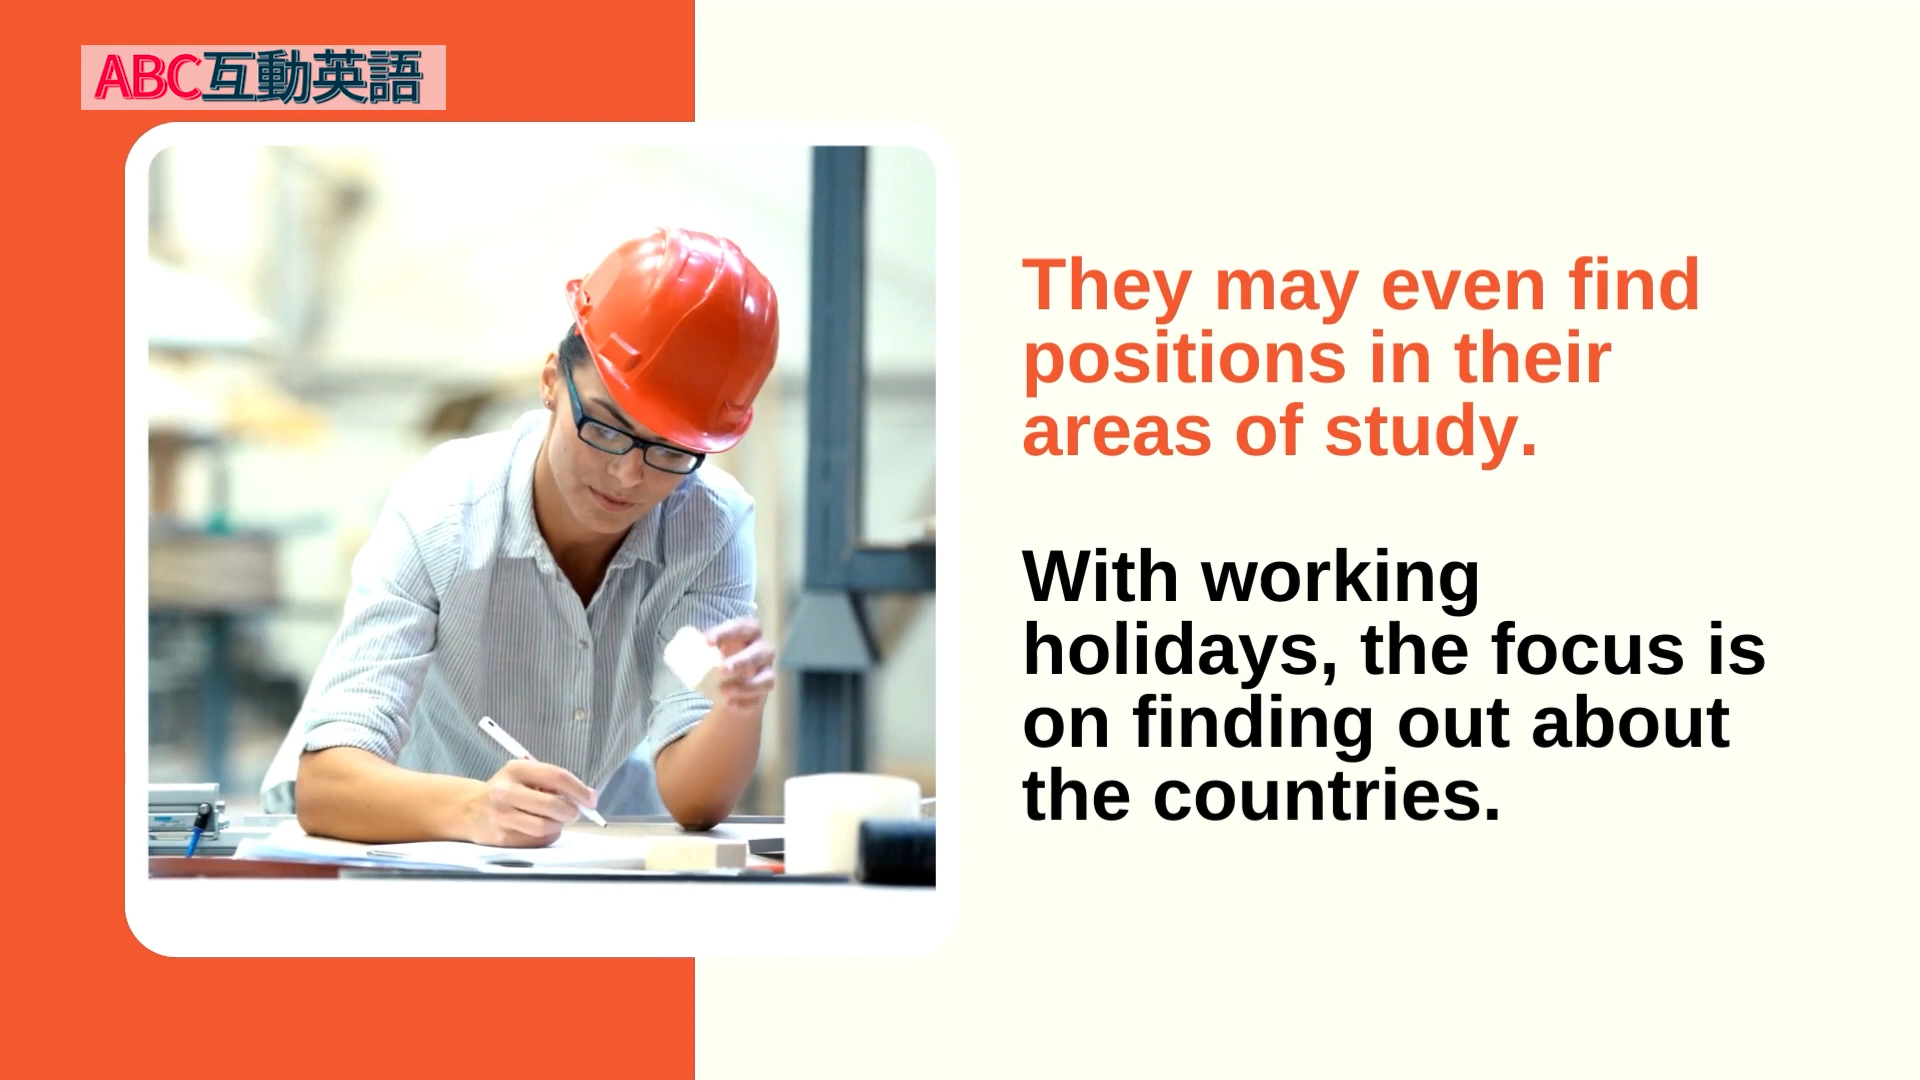 ABC互動英語
They may even find
positions in their
areas of study.
With working
holidays, the focus is
on finding out about
the countries.